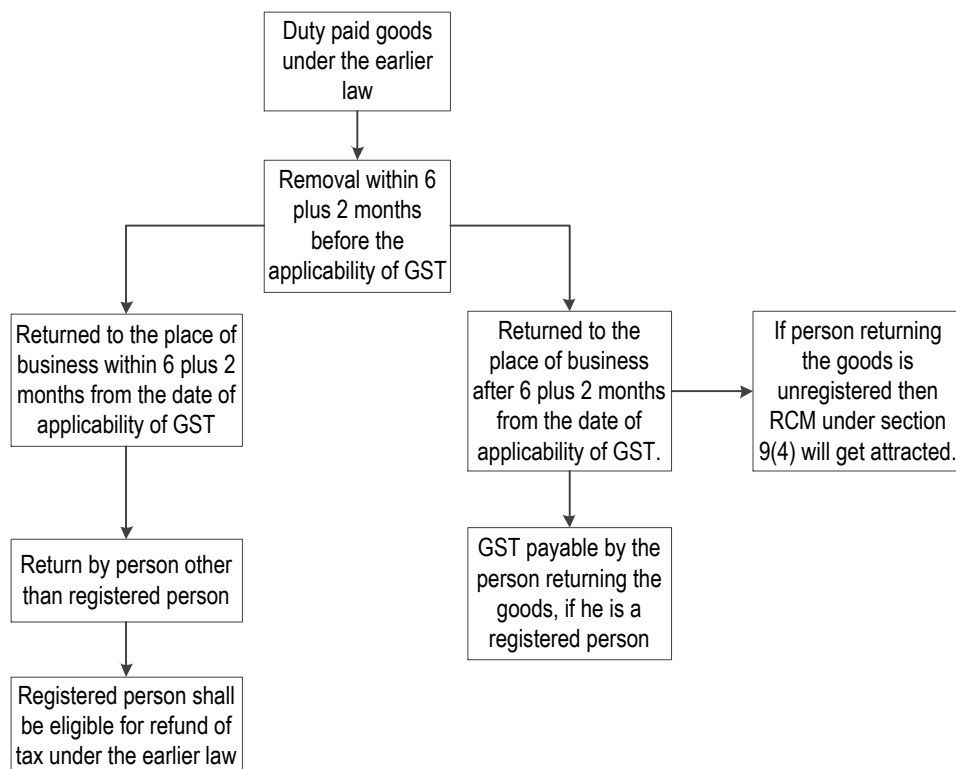 Duty paid goods
under the earlier
law
Removal within 6
plus 2 months
before the
applicability of GST
Returned to the place of
business within 6 plus 2
months from the date of
applicability of GST
Returned to the
place of business
after 6 plus 2 months
from the date of
applicability of GST.
If person returning
the goods is
unregistered then
RCM under section
9(4) will get attracted.
Return by person other
than registered person
GST payable by the
person returning the
goods, if he is a
registered person
Registered person shall
be eligible for refund of
tax under the earlier law